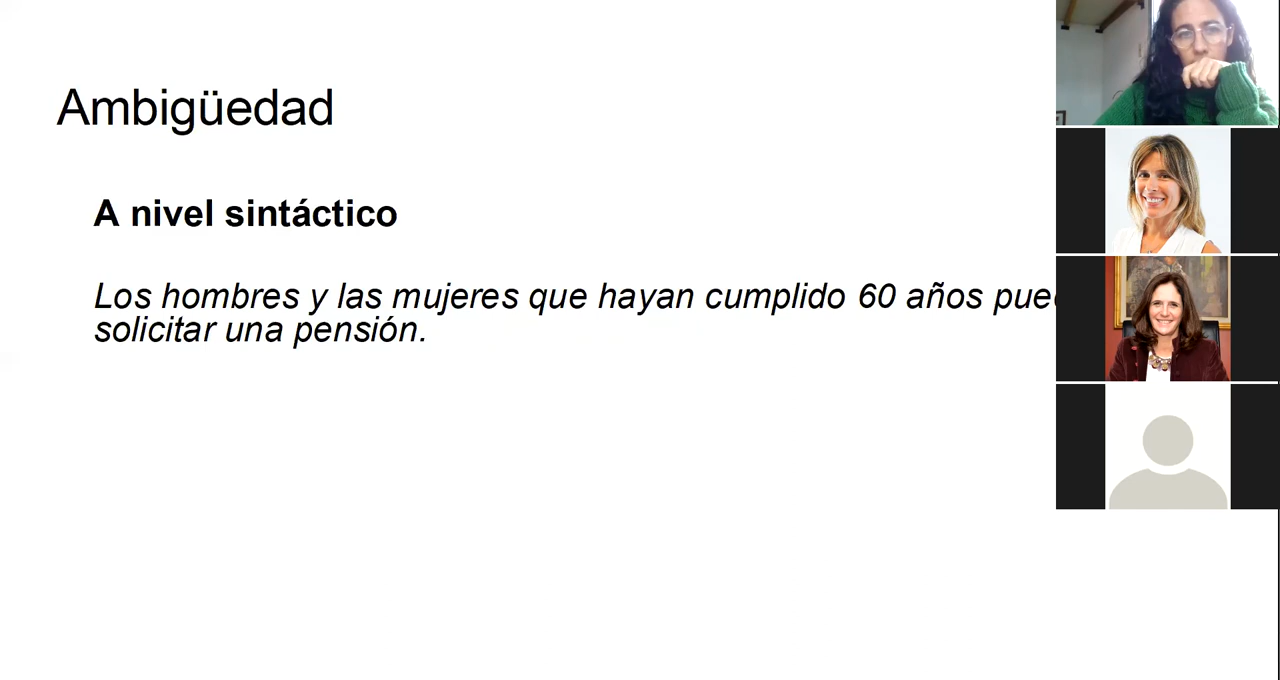 Ambigüedad
A nivel sintáctico
Los hombres y las mujeres que hayan cumplido 60 años
solicitar una pensión.